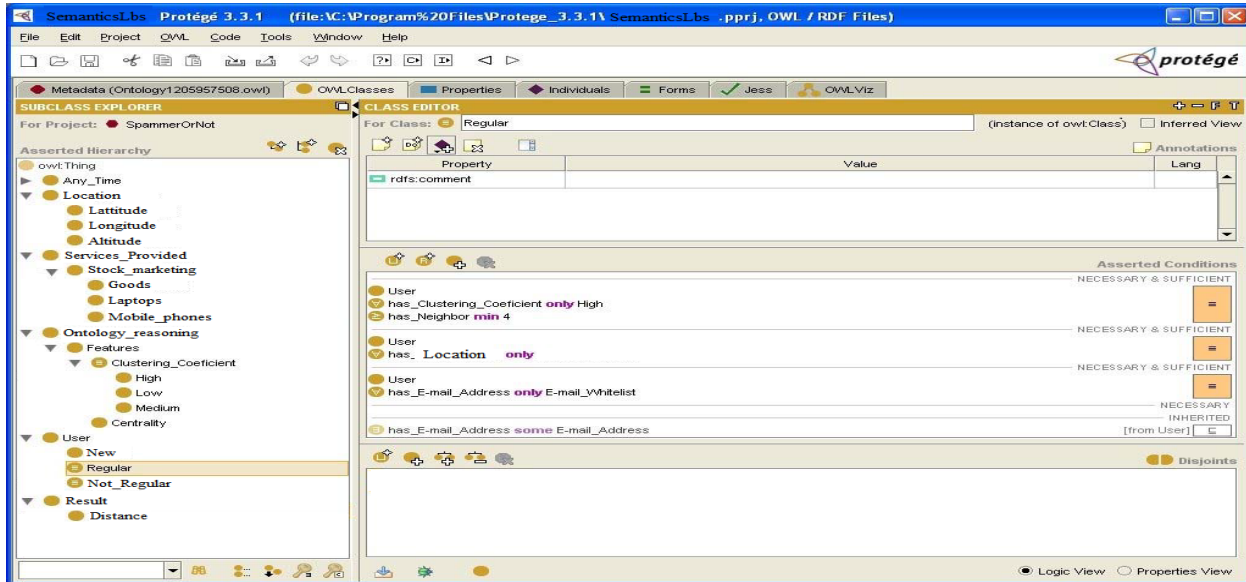 SemanticsLbs Protégé 3.3.1 (file:\C:\Program%20Files\Protege_3.3.1\ SemanticsLbs .pprj, OWL / RDF Files)
File Edit Project OWL Code Tools Window Help
protégé
Metadata (Ontology1205957508.owl) OWLClasses Properties Individuals Forms Jess OWLViz
SUBCLASS EXPLORER
For Project: SpammerOrNot
Asserted Hierarchy
owl:Thing
Any_Time
Location
Lattitude
Longitude
Altitude
Services_Provided
Stock_marketing
Goods
Laptops
Mobile_phones
Ontology_reasoning
Features
Clustering_Coeficient
High
Low
Medium
Centrality
User
New
Regular
Not_Regular
Result
Distance
CLASS EDITOR
For Class: Regular (instance of owl:Class) Inferred View
Annotations
Property Value Lang
rdfs:comment
Asserted Conditions
NECESSARY & SUFFICIENT
User
has_Clustering_Coeficient only High
has_Neighbor min 4
NECESSARY & SUFFICIENT
User
has_ Location only
NECESSARY & SUFFICIENT
User
has_E-mail_Address only E-mail_Whitelist
NECESSARY
INHERITED
has_E-mail_Address some E-mail_Address [from User]
Disjoints
Logic View Properties View